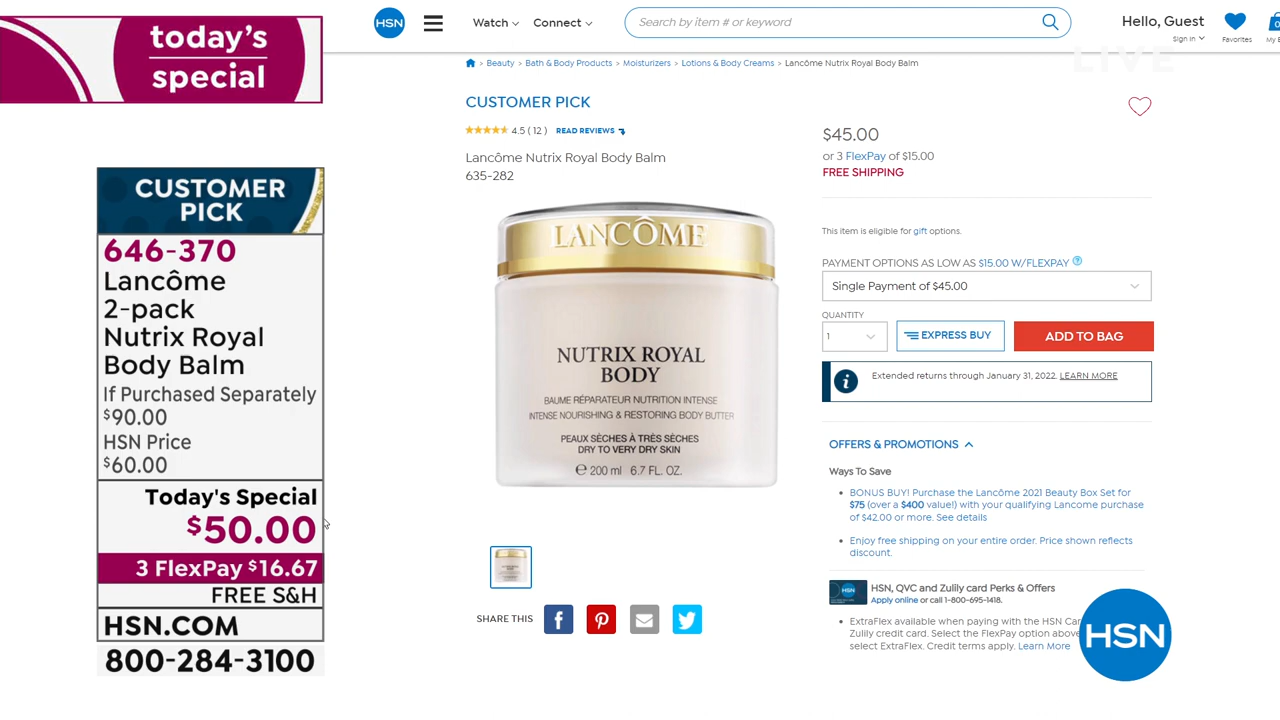 today's
special
CUSTOMER
PICK
646-370
Lancôme
2-pack
Nutrix Royal
Body Balm
If Purchased Separately
$90.00
HSN Price
$60.00
Today's Special
$50.00
3 FlexPay $16.67
FREE S&H
HSN.COM
800-284-3100
HSN
Watch
Connect
Search by item # or keyword
Hello, Guest
Sign In
Favorites
My
0
LIVE
> Beauty > Bath & Body Products > Moisturizers > Lotions & Body Creams > Lancôme Nutrix Royal Body Balm
CUSTOMER PICK
4.5 ( 12 ) READ REVIEWS
Lancôme Nutrix Royal Body Balm
635-282
LANCÔME
NUTRIX ROYAL
BODY
BAUME RÉPARATEUR NUTRITION INTENSE
INTENSE NOURISHING & RESTORING BODY BUTTER
PEAUX SÈCHES À TRÈS SÈCHES
DRY TO VERY DRY SKIN
℮ 200 ml 6.7 FL. OZ.
SHARE THIS
$45.00
or 3 FlexPay of $15.00
FREE SHIPPING
This item is eligible for gift options.
PAYMENT OPTIONS AS LOW AS $15.00 W/FLEXPAY ?
Single Payment of $45.00
QUANTITY
1
EXPRESS BUY
ADD TO BAG
Extended returns through January 31, 2022. LEARN MORE
OFFERS & PROMOTIONS
Ways To Save
• BONUS BUY! Purchase the Lancôme 2021 Beauty Box Set for
$75 (over a $400 value!) with your qualifying Lancome purchase
of $42.00 or more. See details
• Enjoy free shipping on your entire order. Price shown reflects
discount.
HSN, QVC and Zulily card Perks & Offers
Apply online or call 1-800-695-1418.
• ExtraFlex available when paying with the HSN
Zulily credit card. Select the FlexPay option
select ExtraFlex. Credit terms apply. Learn More
HSN